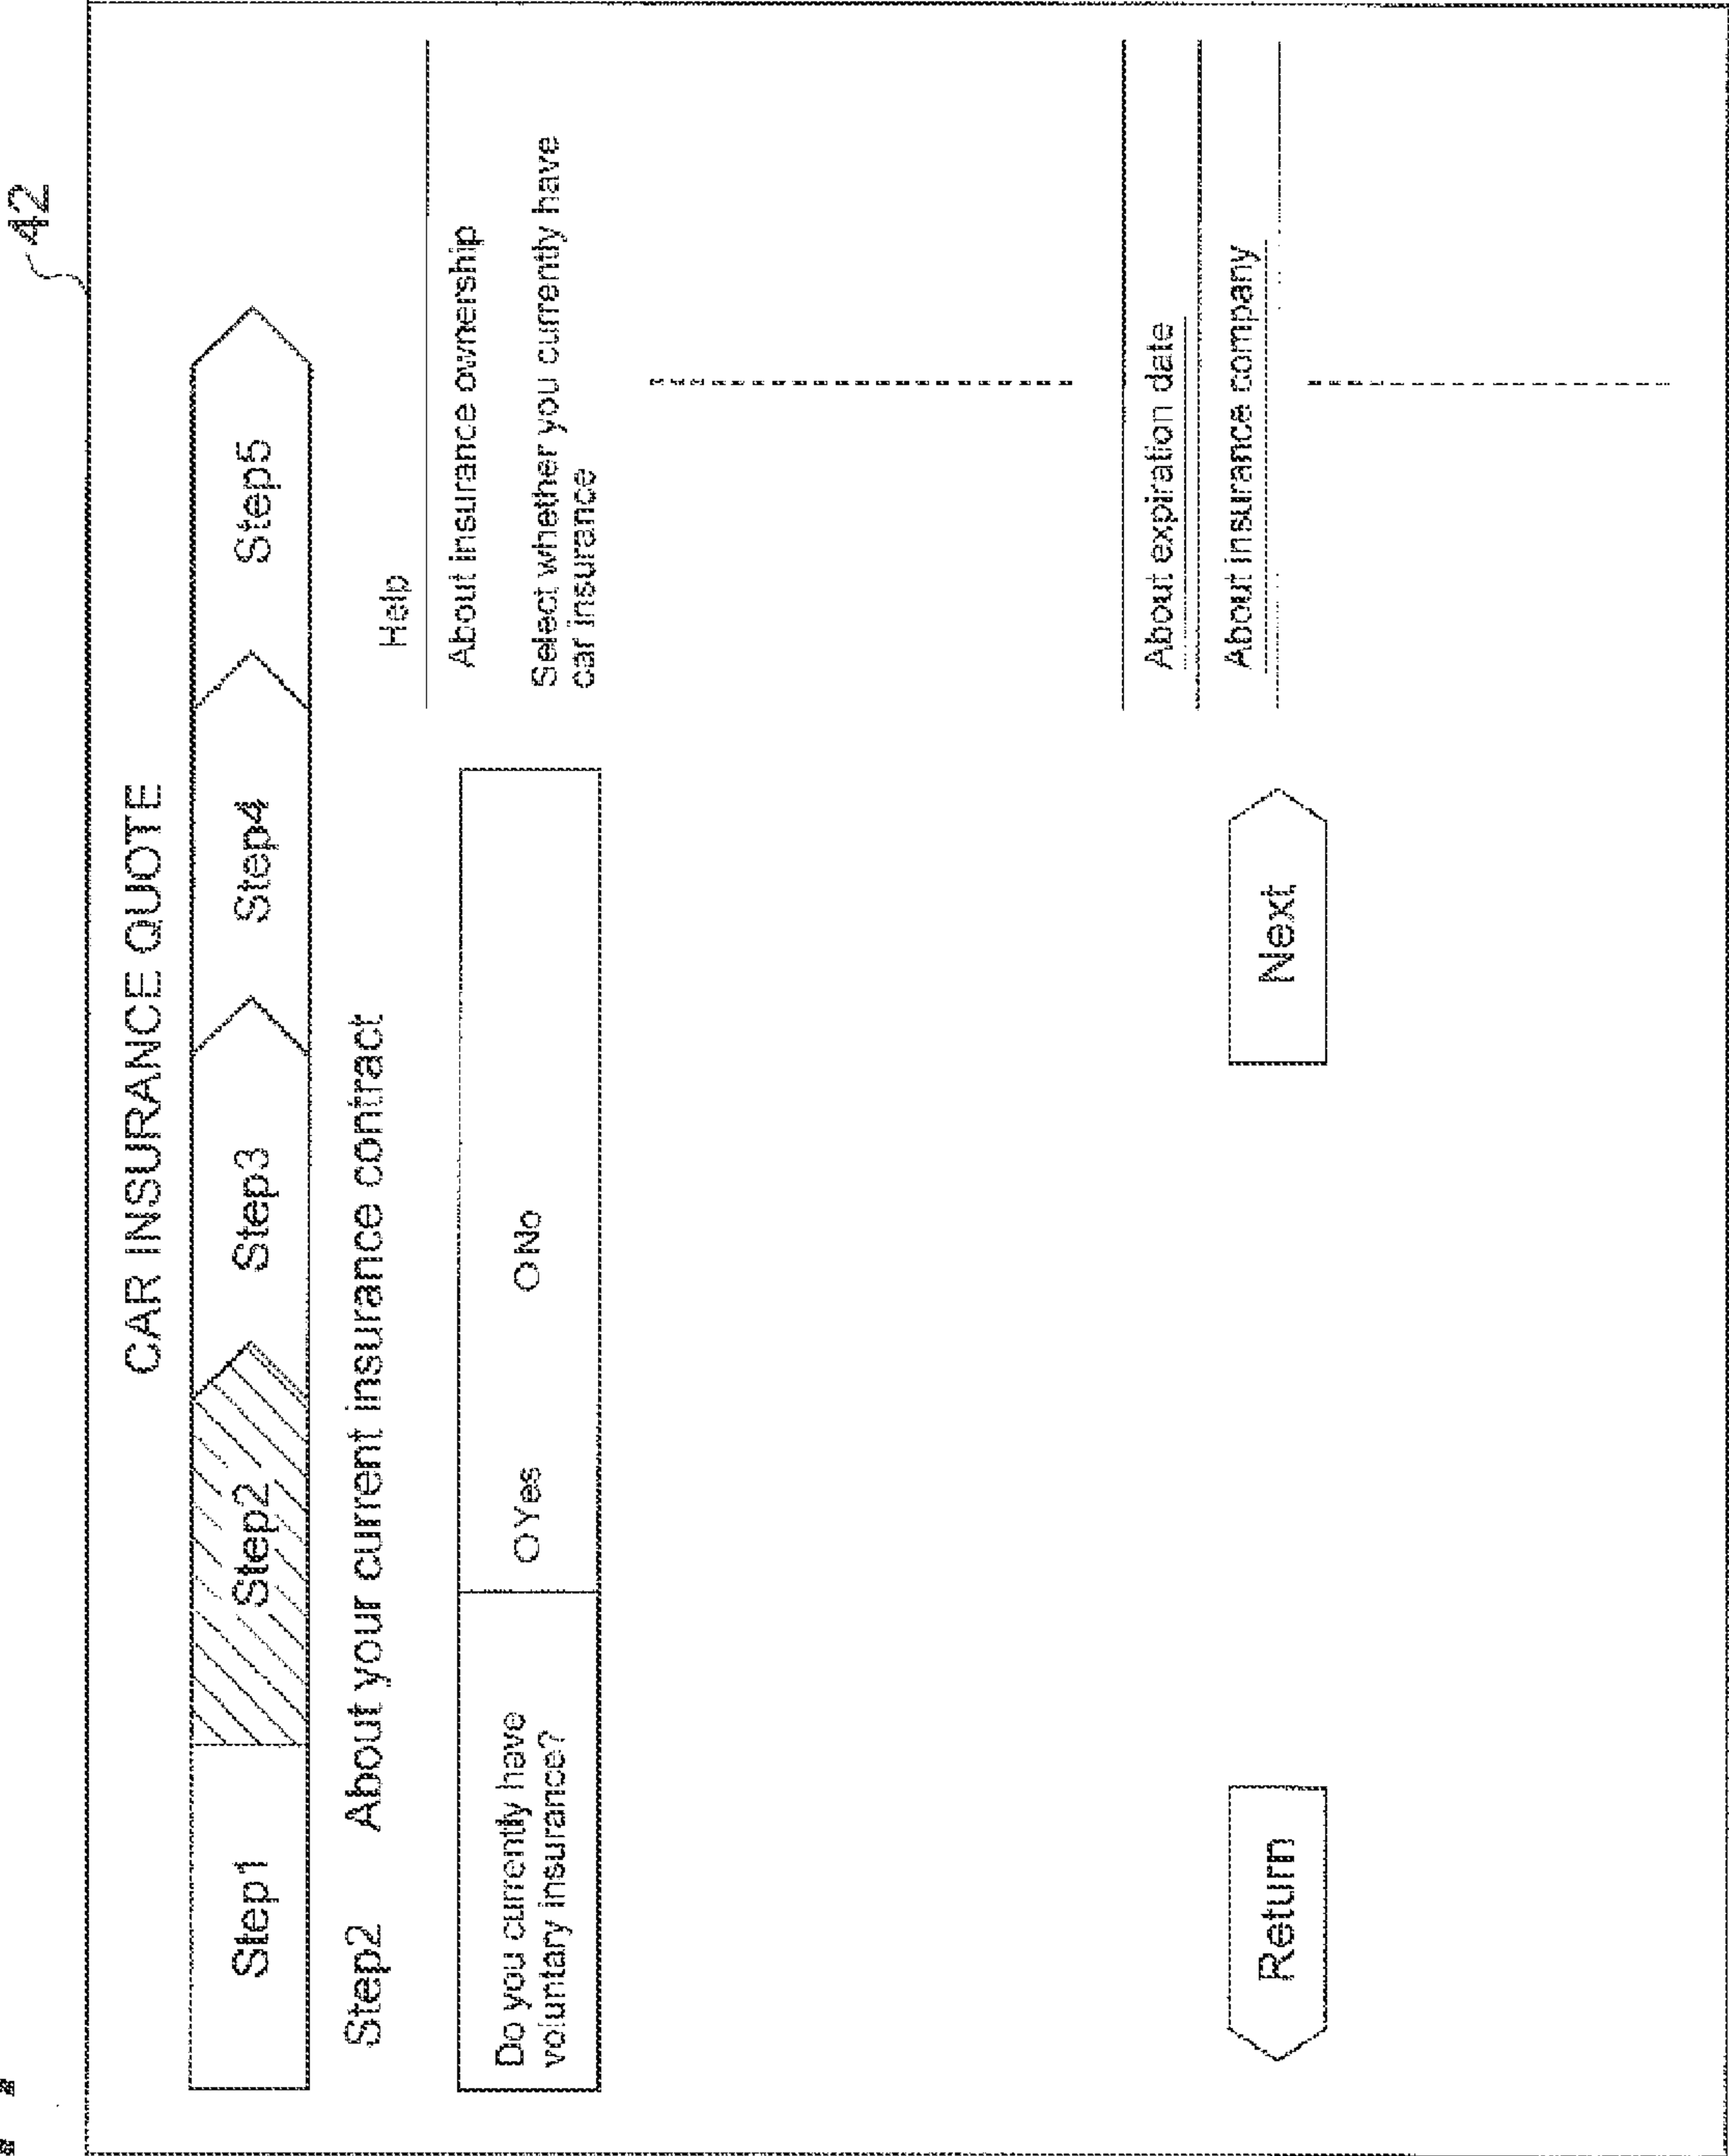 42
CAR INSURANCE QUOTE
Step1 Step2 Step3 Step4 Step5
Step2 About your current insurance contract
Do you currently have
voluntary insurance?
Yes No
Help
About insurance ownership
Select whether you currently have
car insurance
About expiration date
About insurance company
Return Next